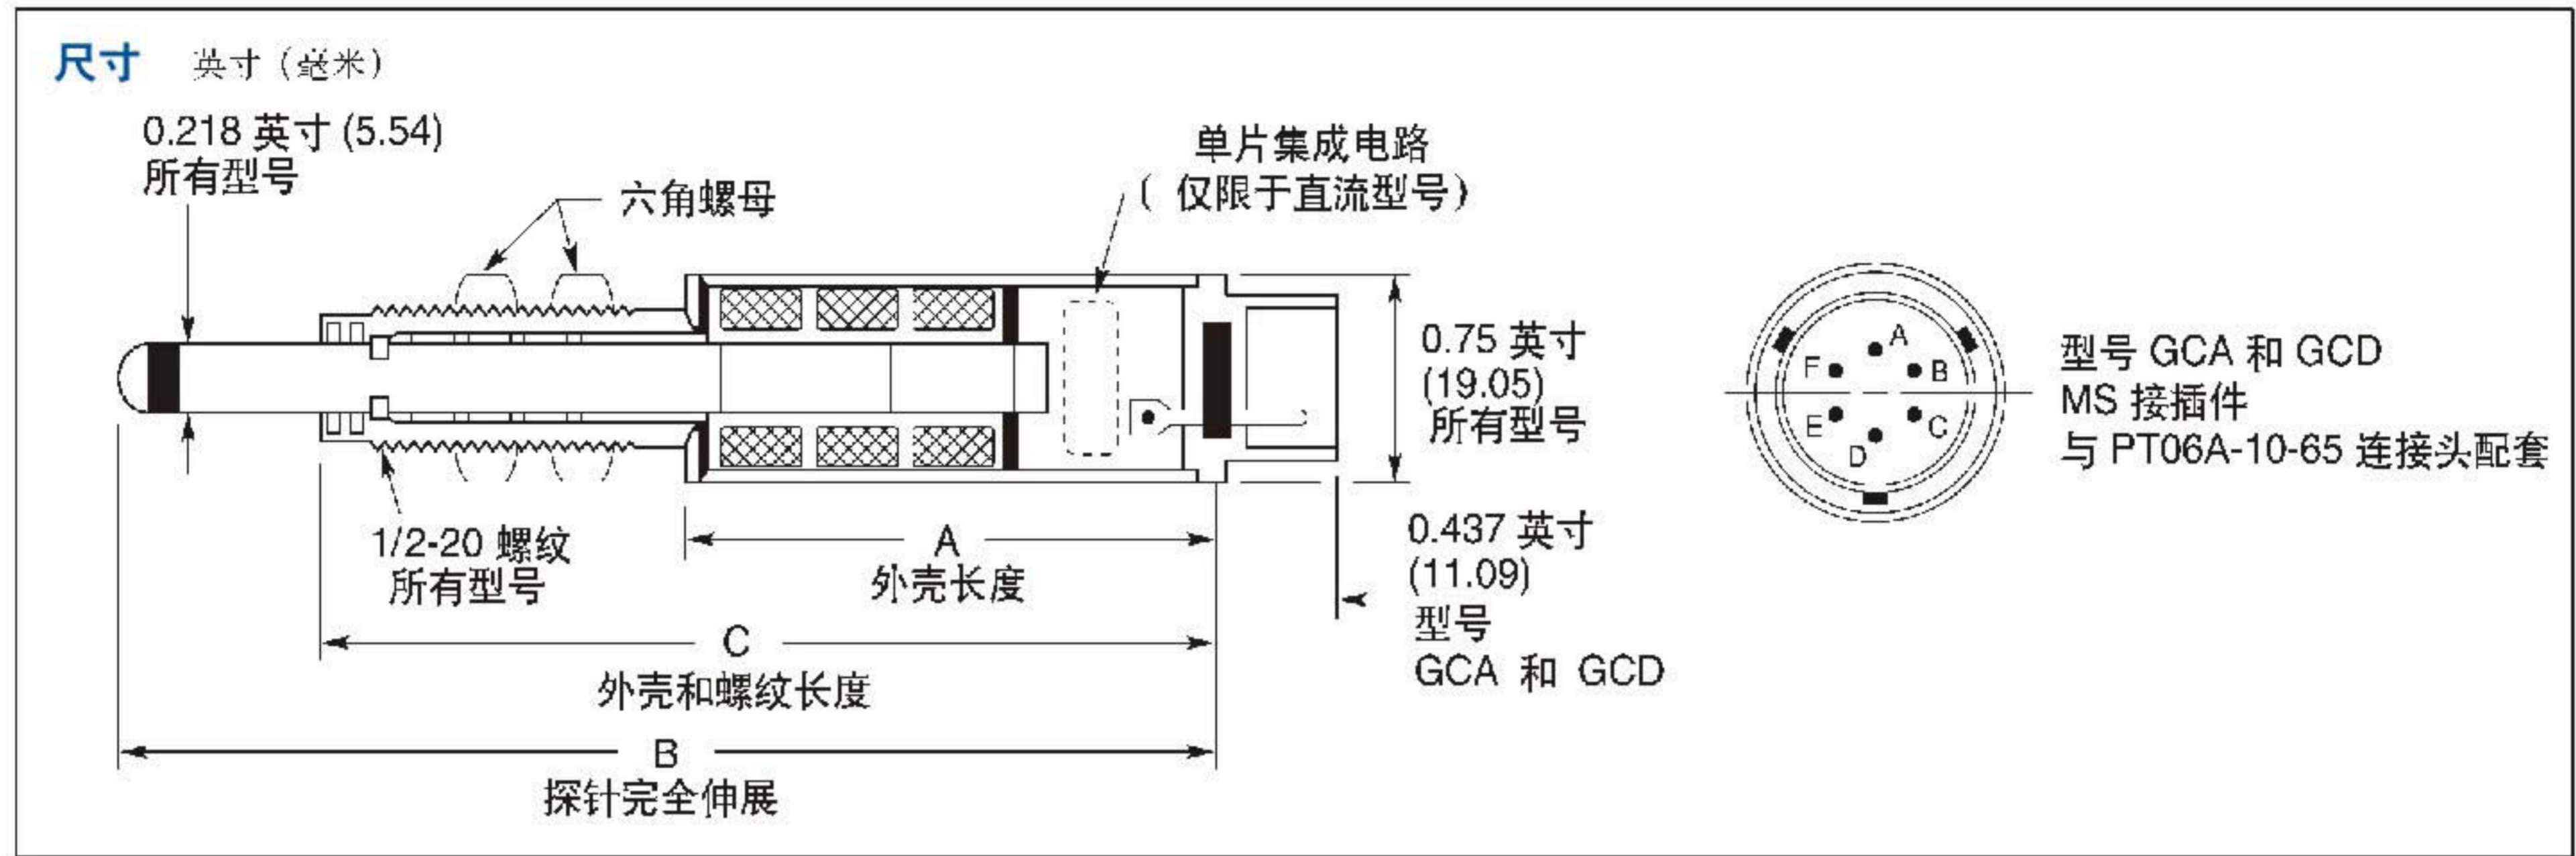 尺寸 英寸（毫米）
0.218 英寸 (5.54)
所有型号
六角螺母
单片集成电路
( 仅限于直流型号)
0.75 英寸
(19.05)
所有型号
A
B
C
D
E
F
型号 GCA 和 GCD
MS 接插件
与 PT06A-10-65 连接头配套
1/2-20 螺纹
所有型号
A
外壳长度
0.437 英寸
(11.09)
型号
GCA 和 GCD
C
外壳和螺纹长度
B
探针完全伸展